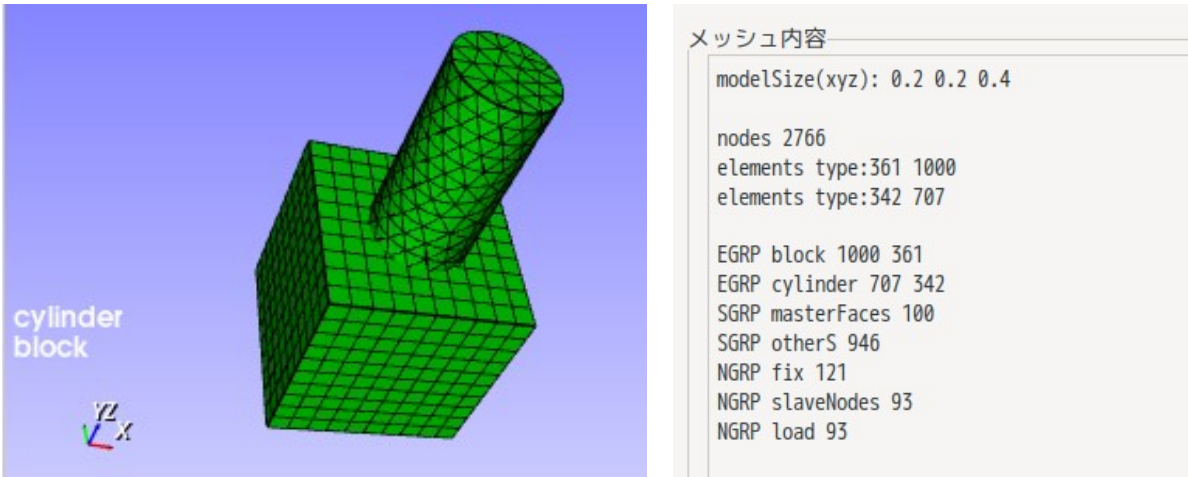 cylinder
block
YZ
X
メッシュ内容
modelSize(xyz): 0.2 0.2 0.4
nodes 2766
elements type:361 1000
elements type:342 707
EGRP block 1000 361
EGRP cylinder 707 342
SGRP masterFaces 100
SGRP otherS 946
NGRP fix 121
NGRP slaveNodes 93
NGRP load 93